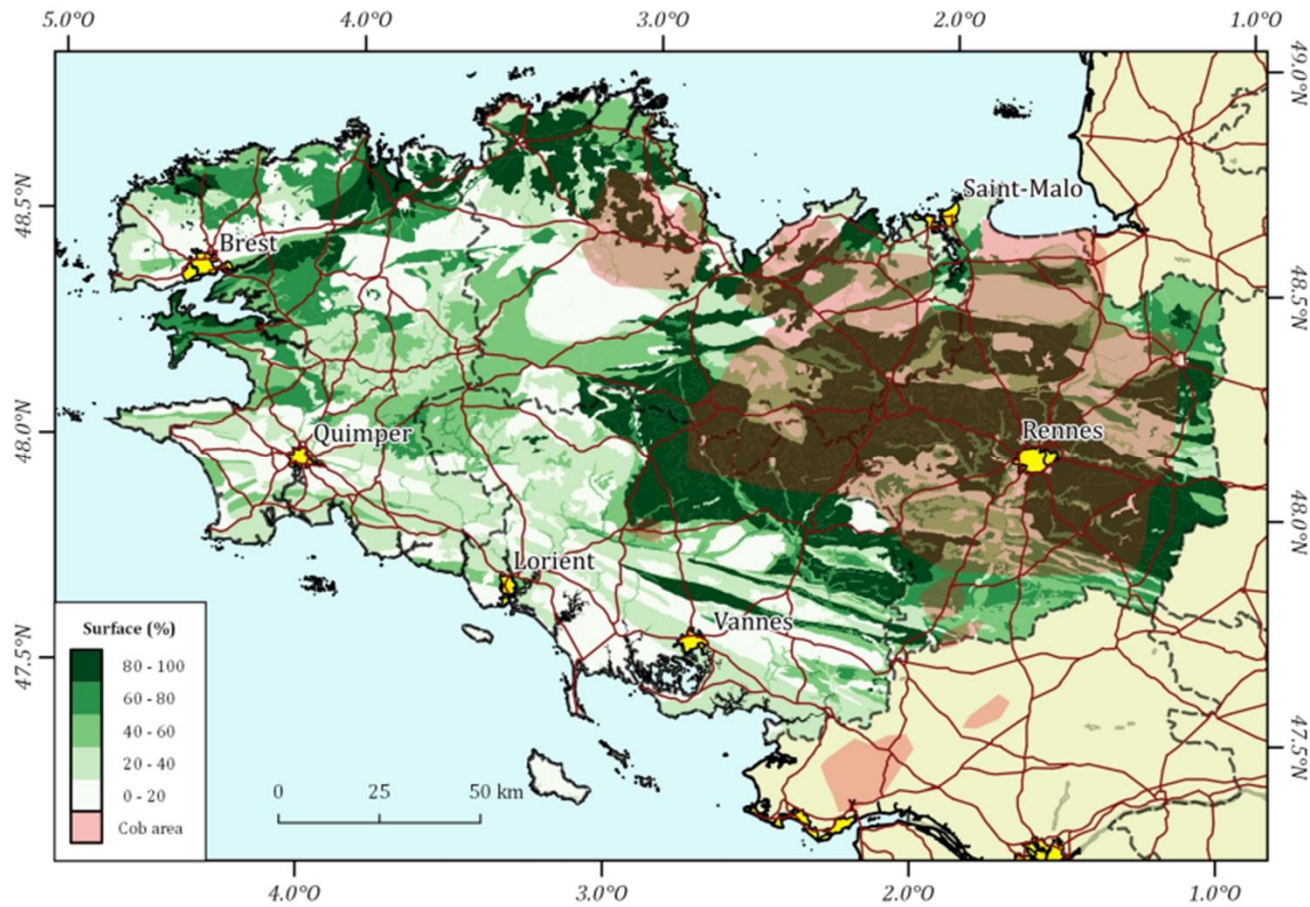 5.0°O 4.0°O 3.0°O 2.0°O 1.0°O
49.0°N
Saint-Malo
48.5°N
Brest
48.5°N
Quimper
48.0°N
Rennes
48.0°N
Lorient
Vannes
Surface (%)
80 - 100
60 - 80
40 - 60
20 - 40
0 - 20
Cob area
47.5°N
47.5°N
0 25 50 km
4.0°O 3.0°O 2.0°O 1.0°O